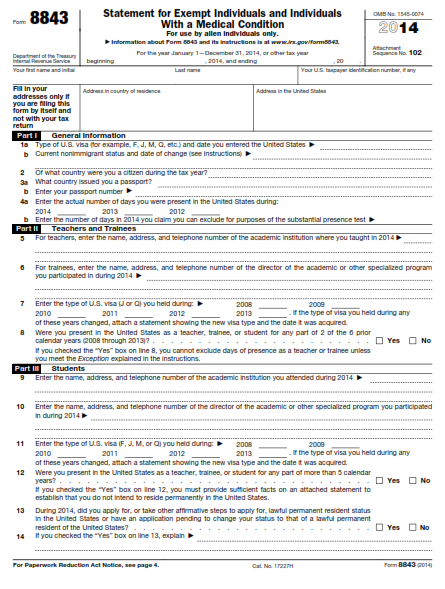 Form 8843
Department of the Treasury
Internal Revenue Service
Statement for Exempt Individuals and Individuals
With a Medical Condition
For use by alien individuals only.
▶ Information about Form 8843 and its instructions is at www.irs.gov/form8843.
For the year January 1—December 31, 2014, or other tax year
beginning , 2014, and ending , 20 .
OMB No. 1545-0074
2014
Attachment
Sequence No. 102
Your first name and initial
Last name
Your U.S. taxpayer identification number, if any
Fill in your
addresses only if
you are filing this
form by itself and
not with your tax
return
Address in country of residence
Address in the United States
Part I General Information
1a Type of U.S. visa (for example, F, J, M, Q, etc.) and date you entered the United States ▶
b Current nonimmigrant status and date of change (see instructions) ▶
2 Of what country were you a citizen during the tax year?
3a What country issued you a passport?
b Enter your passport number ▶
4a Enter the actual number of days you were present in the United States during:
2014 2013 2012
b Enter the number of days in 2014 you claim you can exclude for purposes of the substantial presence test ▶
Part II Teachers and Trainees
5 For teachers, enter the name, address, and telephone number of the academic institution where you taught in 2014 ▶
6 For trainees, enter the name, address, and telephone number of the director of the academic or other specialized program
you participated in during 2014 ▶
7 Enter the type of U.S. visa (J or Q) you held during: ▶ 2008 2009
2010 2011 2012 2013 . If the type of visa you held during any
of these years changed, attach a statement showing the new visa type and the date it was acquired.
8 Were you present in the United States as a teacher, trainee, or student for any part of 2 of the 6 prior
calendar years (2008 through 2013)? Yes No
If you checked the "Yes" box on line 8, you cannot exclude days of presence as a teacher or trainee unless
you meet the Exception explained in the instructions.
Part III Students
9 Enter the name, address, and telephone number of the academic institution you attended during 2014 ▶
10 Enter the name, address, and telephone number of the director of the academic or other specialized program you participated
in during 2014 ▶
11 Enter the type of U.S. visa (F, J, M, or Q) you held during: ▶ 2008 2009
2010 2011 2012 2013 . If the type of visa you held during any
of these years changed, attach a statement showing the new visa type and the date it was acquired.
12 Were you present in the United States as a teacher, trainee, or student for any part of more than 5 calendar
years? Yes No
If you checked the "Yes" box on line 12, you must provide sufficient facts on an attached statement to
establish that you do not intend to reside permanently in the United States.
13 During 2014, did you apply for, or take other affirmative steps to apply for, lawful permanent resident status
in the United States or have an application pending to change your status to that of a lawful permanent
resident of the United States? Yes No
14 If you checked the "Yes" box on line 13, explain ▶
For Paperwork Reduction Act Notice, see page 4.
Cat. No. 17227H
Form 8843 (2014)